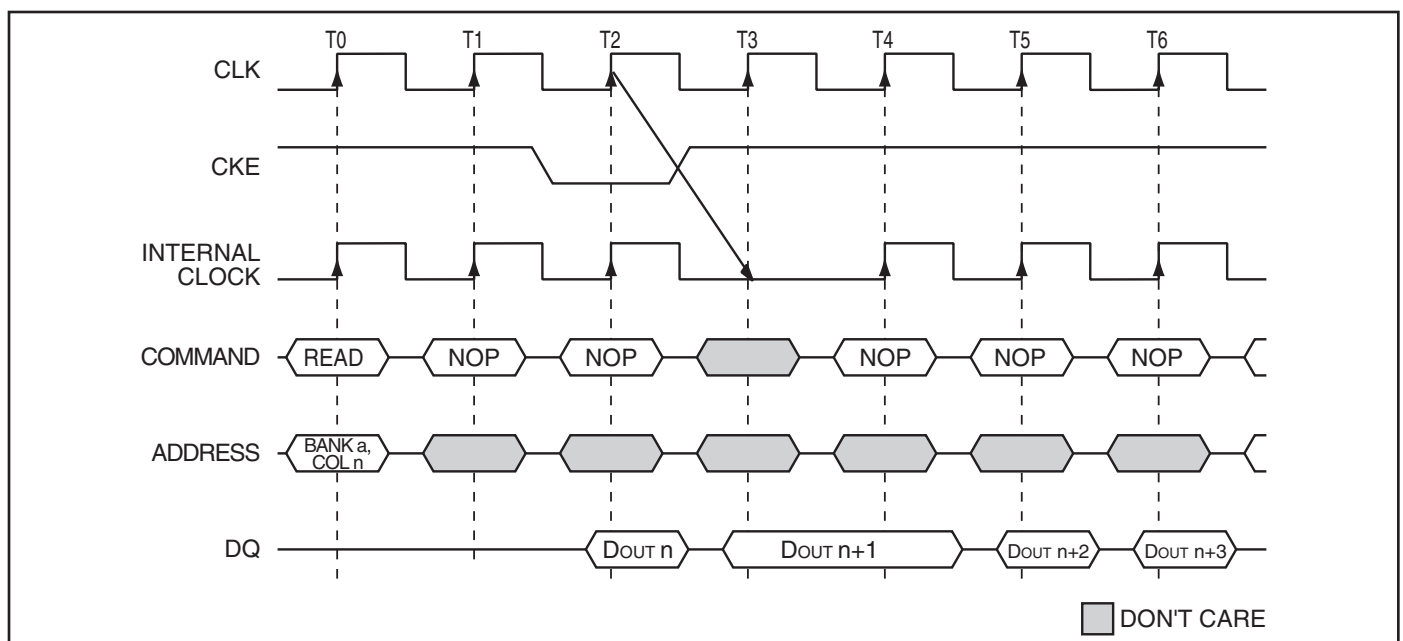 T0 T1 T2 T3 T4 T5 T6
CLK
CKE
INTERNAL
CLOCK
COMMAND READ NOP NOP NOP NOP NOP
ADDRESS BANK a,
COL n
DQ DOUT n DOUT n+1 DOUT n+2 DOUT n+3
DON'T CARE